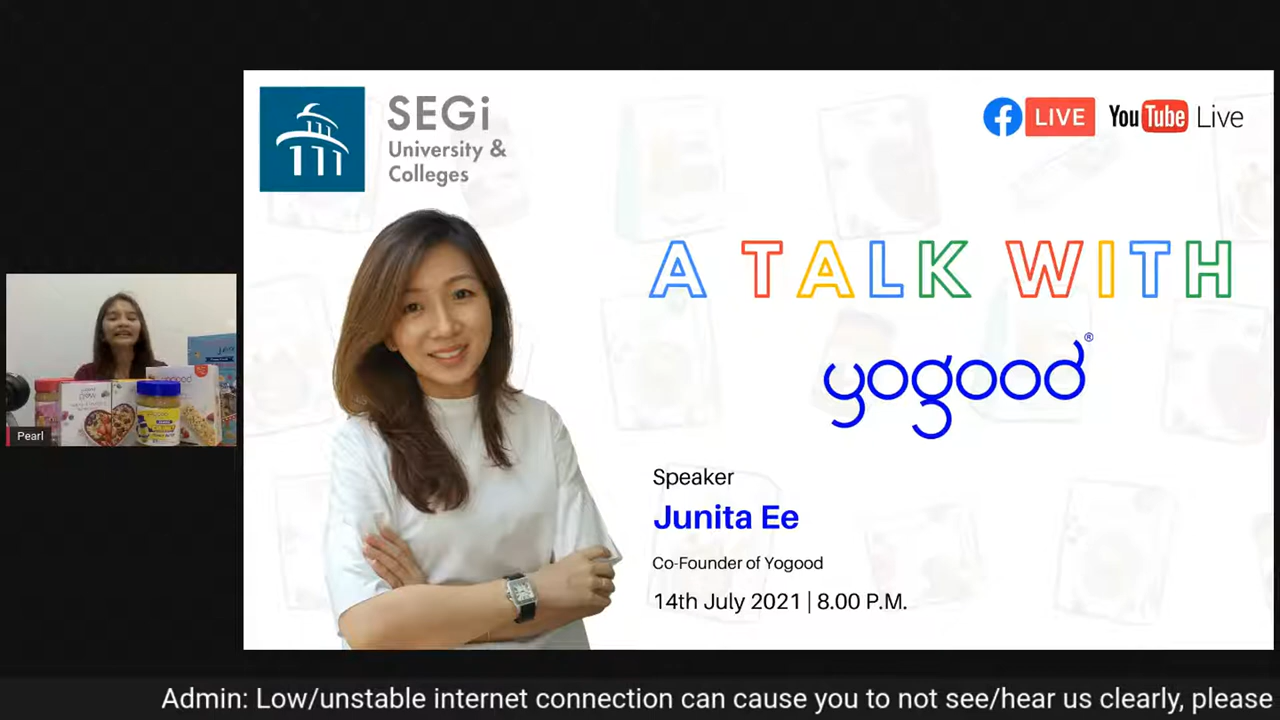 SEGi
University &
Colleges
LIVE
YouTube Live
A TALK WITH
yogood®
Speaker
Junita Ee
Co-Founder of Yogood
14th July 2021 | 8.00 P.M.
Pearl
Admin: Low/unstable internet connection can cause you to not see/hear us clearly, please